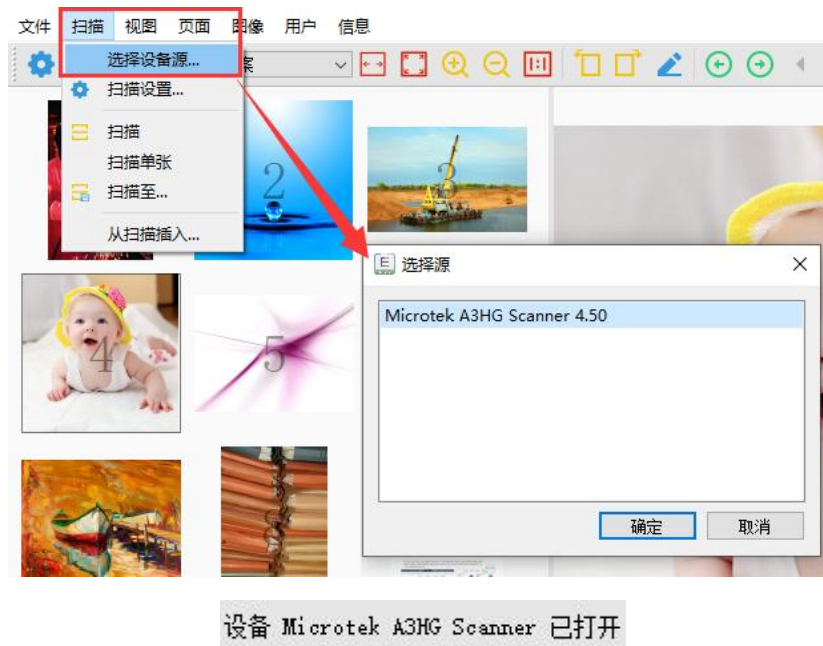 文件 扫描 视图 页面 图像 用户 信息
选择设备源...
案
扫描设置...
扫描
扫描单张
扫描至...
从扫描插入...
2
3
4
5
选择源
Microtek A3HG Scanner 4.50
确定 取消
设备 Microtek A3HG Scanner 已打开